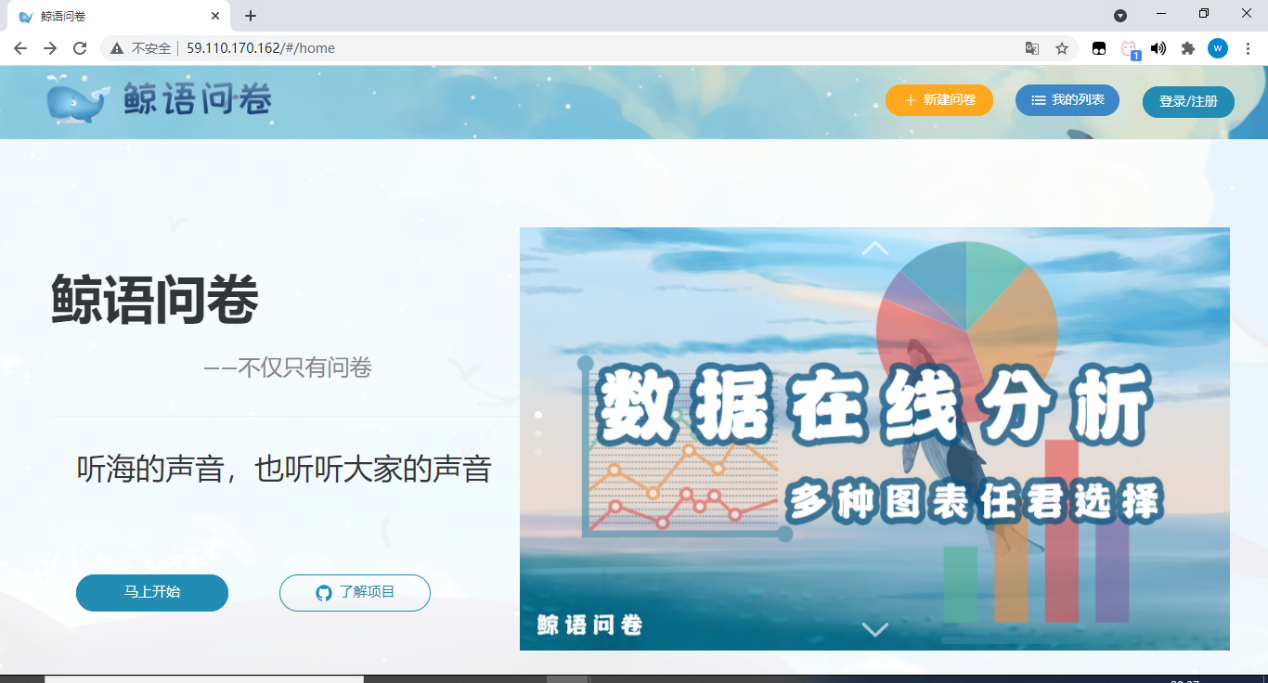 鲸语问卷
不安全
59.110.170.162/#/home
1
W
鲸语问卷
新建问卷
我的列表
登录/注册
鲸语问卷
——不仅只有问卷
听海的声音，也听听大家的声音
马上开始
了解项目
数据在线分析
多种图表任君选择
鲸语问卷